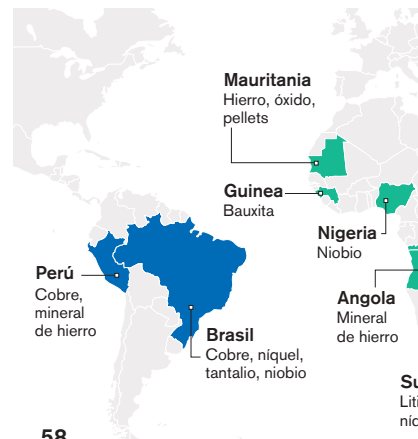 Mauritania
Hierro, óxido,
pellets
Guinea
Bauxita
Nigeria
Niobio
Perú
Cobre,
mineral
de hierro
Angola
Mineral
de hierro
Brasil
Cobre, níquel,
tantalio, niobio
58